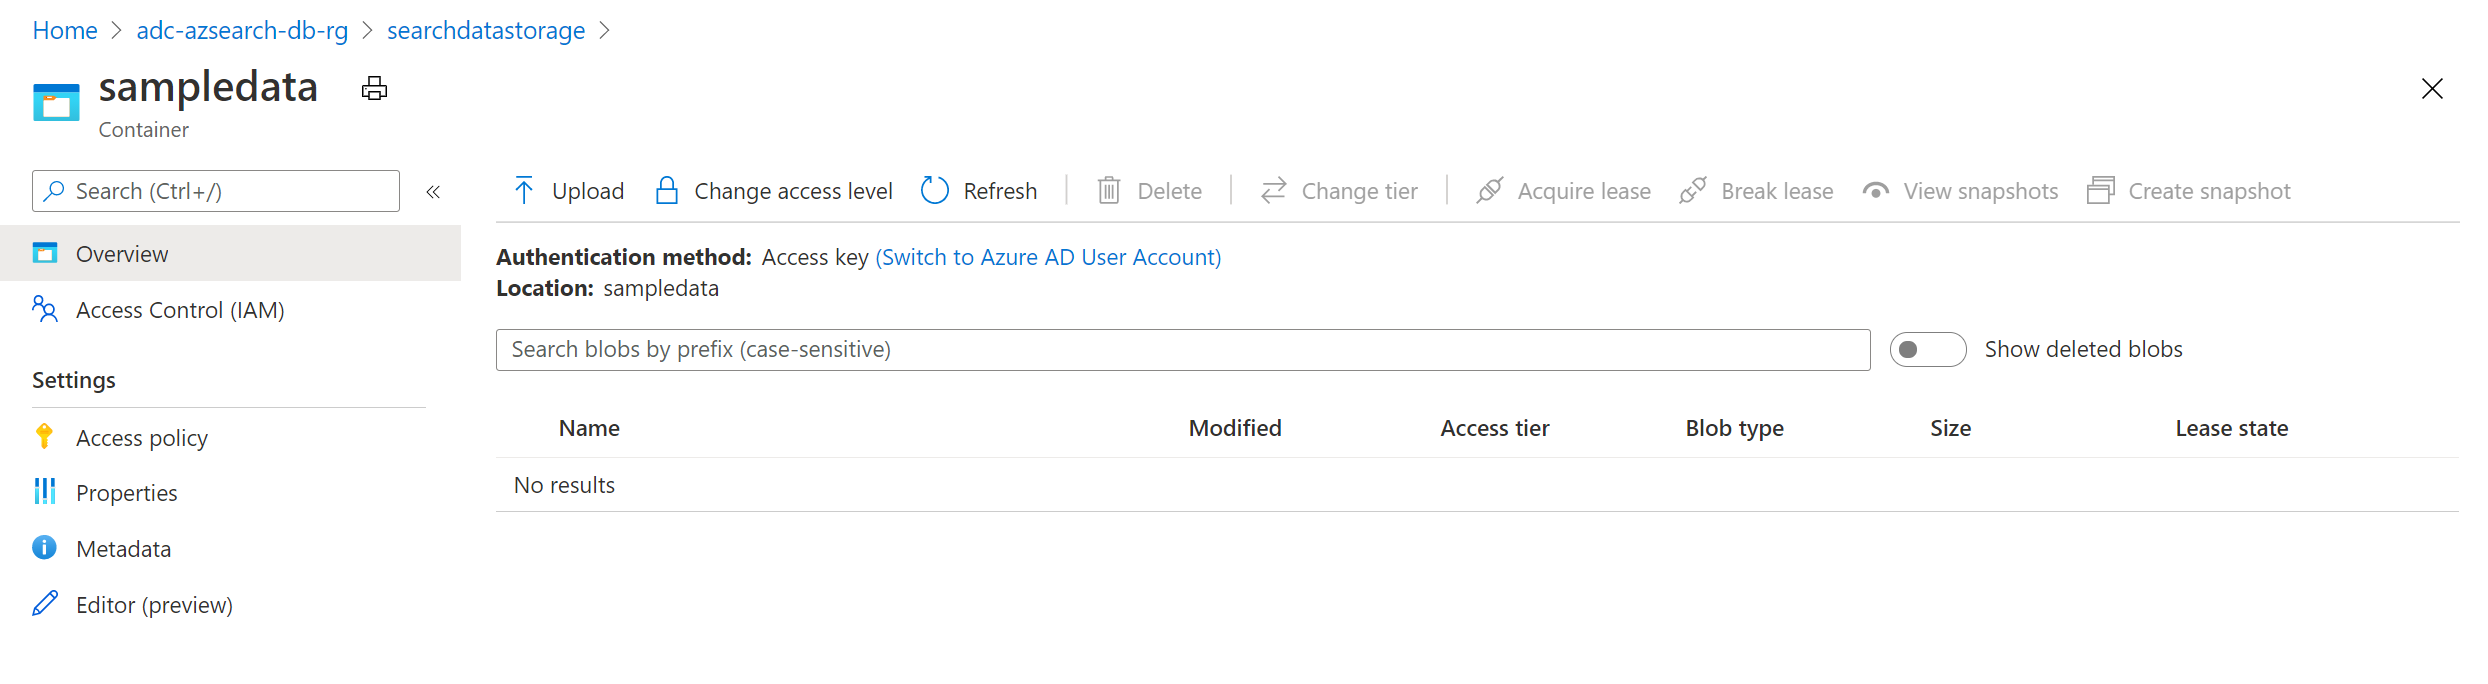 Home > adc-azsearch-db-rg > searchdatastorage >
sampledata
Container
Search (Ctrl+/)
«
Overview
Access Control (IAM)
Settings
Access policy
Properties
Metadata
Editor (preview)
Upload Change access level Refresh Delete Change tier Acquire lease Break lease View snapshots Create snapshot
Authentication method: Access key (Switch to Azure AD User Account)
Location: sampledata
Search blobs by prefix (case-sensitive)
Show deleted blobs
Name Modified Access tier Blob type Size Lease state
No results